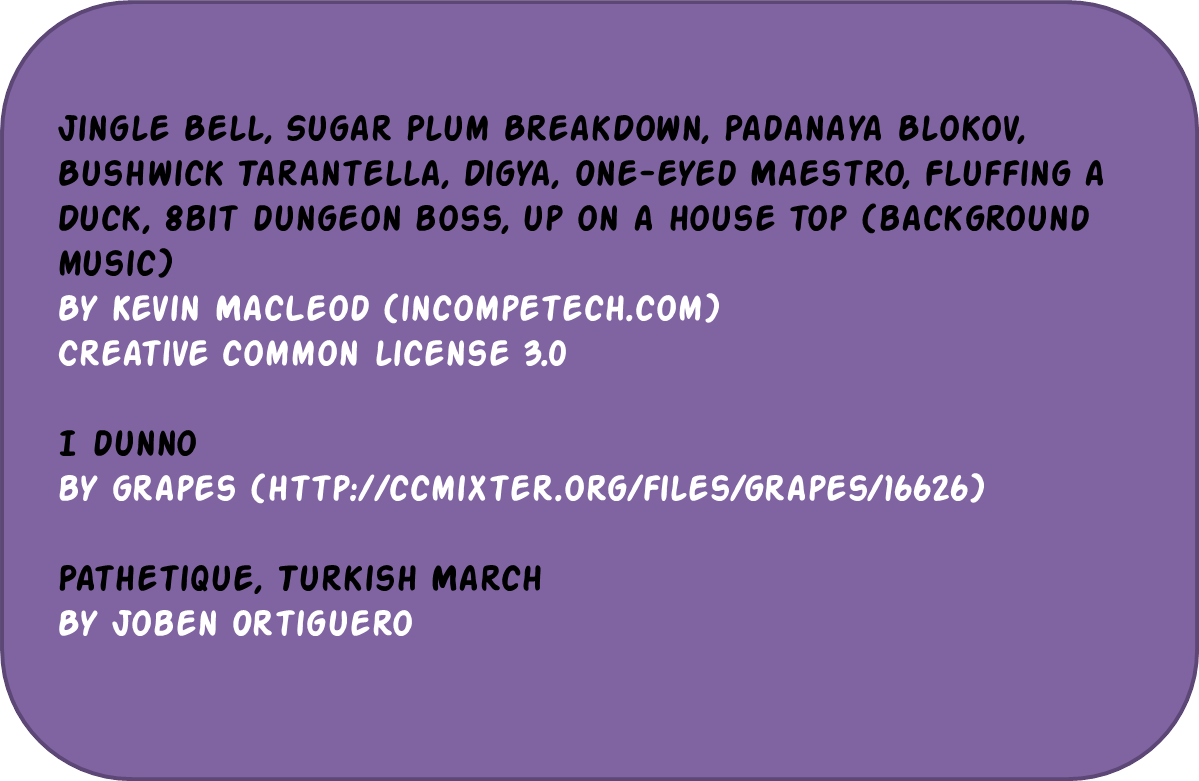 JINGLE BELL, SUGAR PLUM BREAKDOWN, PADANAYA BLOKOV,
BUSHWICK TARANTELLA, DIGYA, ONE-EYED MAESTRO, FLUFFING A
DUCK, 8BIT DUNGEON BOSS, UP ON A HOUSE TOP (BACKGROUND
MUSIC)
BY KEVIN MACLEOD (INCOMPETECH.COM)
CREATIVE COMMON LICENSE 3.0
I DUNNO
BY GRAPES (HTTP://CCMIXTER.ORG/FILES/GRAPES/16626)
PATHETIQUE, TURKISH MARCH
BY JOBEN ORTIGUERO